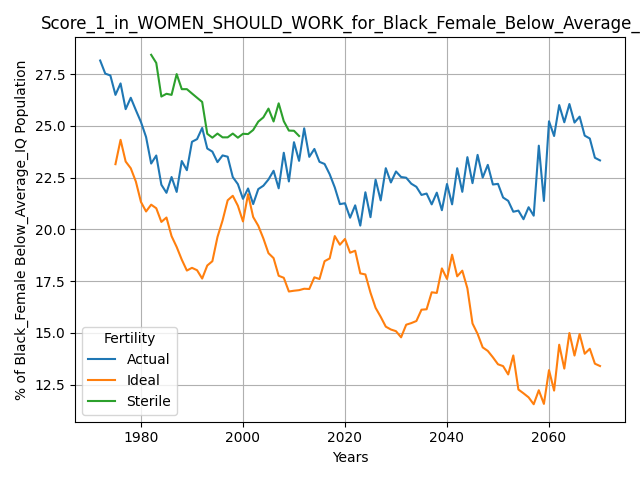 Score_1_in_WOMEN_SHOULD_WORK_for_Black_Female_Below_Average_
% of Black_Female Below_Average_IQ Population
27.5
25.0
22.5
20.0
17.5
15.0
12.5
Fertility
Actual
Ideal
Sterile
1980
2000
2020
2040
2060
Years